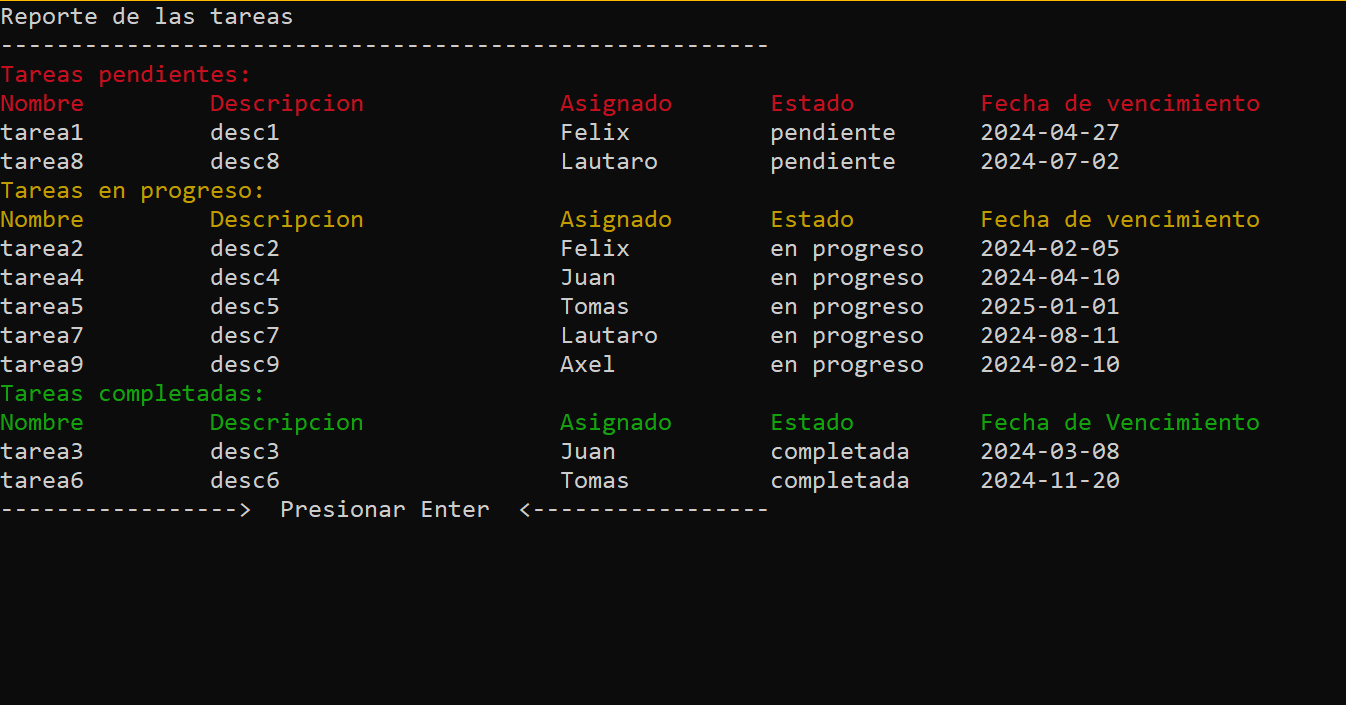 Reporte de las tareas
-------------------------------------------------------
Tareas pendientes:
Nombre         Descripcion              Asignado       Estado         Fecha de vencimiento
tarea1         desc1                    Felix          pendiente      2024-04-27
tarea8         desc8                    Lautaro        pendiente      2024-07-02
Tareas en progreso:
Nombre         Descripcion              Asignado       Estado         Fecha de vencimiento
tarea2         desc2                    Felix          en progreso    2024-02-05
tarea4         desc4                    Juan           en progreso    2024-04-10
tarea5         desc5                    Tomas          en progreso    2025-01-01
tarea7         desc7                    Lautaro        en progreso    2024-08-11
tarea9         desc9                    Axel           en progreso    2024-02-10
Tareas completadas:
Nombre         Descripcion              Asignado       Estado         Fecha de Vencimiento
tarea3         desc3                    Juan           completada     2024-03-08
tarea6         desc6                    Tomas          completada     2024-11-20
----------------->  Presionar Enter  <-----------------